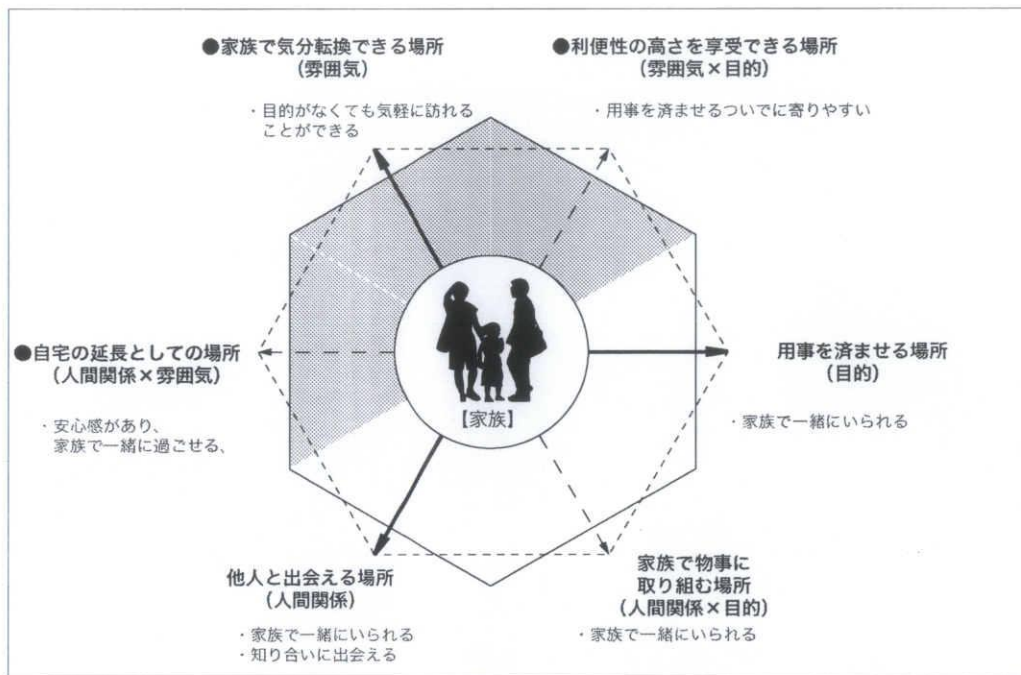 ●家族で気分転換できる場所
(雰囲気)
・目的がなくても気軽に訪れる
ことができる
●利便性の高さを享受できる場所
(雰囲気×目的)
・用事を済ませるついでに寄りやすい
●自宅の延長としての場所
(人間関係×雰囲気)
・安心感があり、
家族で一緒に過ごせる、
【家族】
用事を済ませる場所
(目的)
・家族で一緒にいられる
他人と出会える場所
(人間関係)
・家族で一緒にいられる
・知り合いに出会える
家族で物事に
取り組む場所
(人間関係×目的)
・家族で一緒にいられる